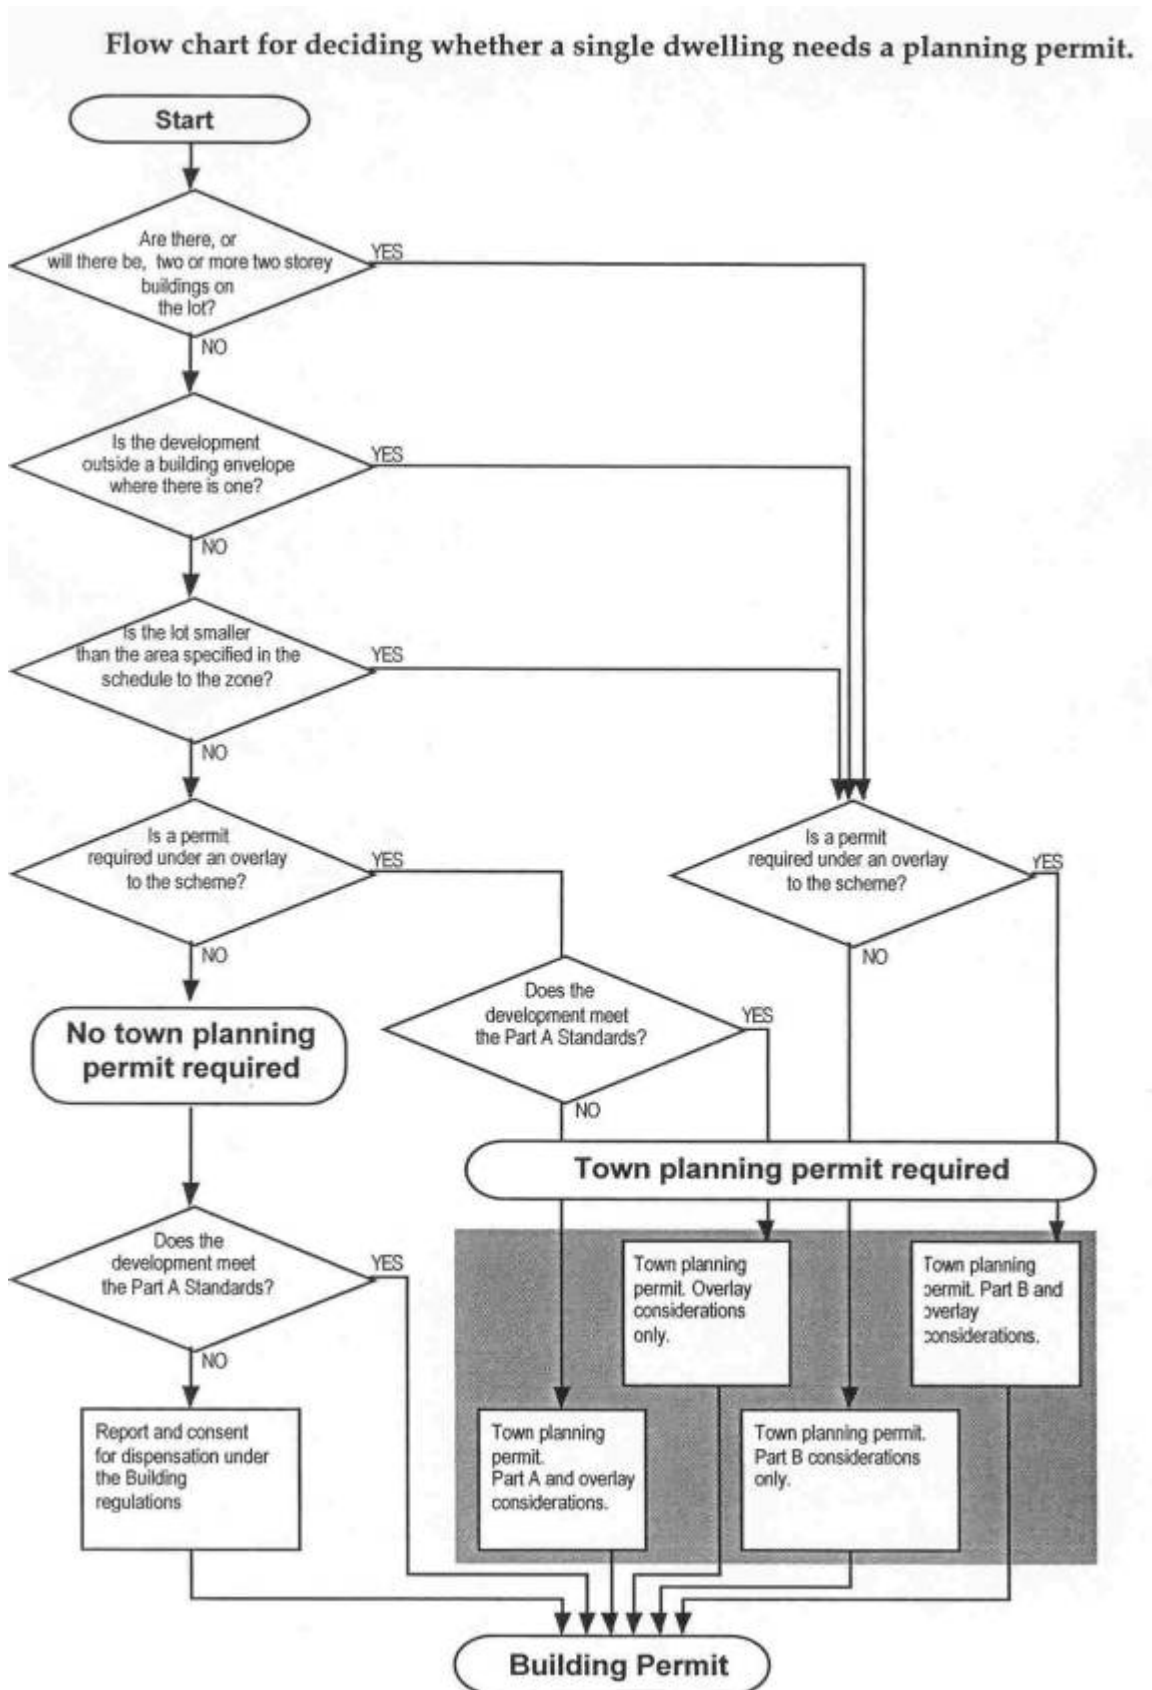 Flow chart for deciding whether a single dwelling needs a planning permit.
Start
Are there, or
will there be, two or more two storey
buildings on
the lot?
YES
NO
Is the development
outside a building envelope
where there is one?
YES
NO
Is the lot smaller
than the area specified in the
schedule to the zone?
YES
NO
Is a permit
required under an overlay
to the scheme?
YES
NO
Is a permit
required under an overlay
to the scheme?
YES
NO
Does the
development meet
the Part A Standards?
YES
NO
No town planning
permit required
Town planning permit required
Does the
development meet
the Part A Standards?
YES
NO
Town planning
permit. Overlay
considerations
only.
Town planning
permit. Part B and
overlay
considerations.
Report and consent
for dispensation under
the Building
regulations
Town planning
permit.
Part A and overlay
considerations.
Town planning permit.
Part B considerations
only.
Building Permit